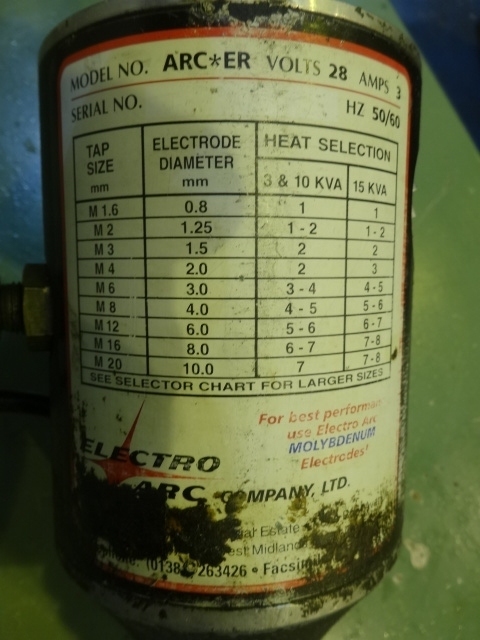 MODEL NO. ARC*ER VOLTS 28 AMPS 3
SERIAL NO. HZ 50/60
TAP SIZE mm ELECTRODE DIAMETER mm HEAT SELECTION
3 & 10 KVA 15 KVA
M 1.6 0.8 1 1
M 2 1.25 1 - 2 1 - 2
M 3 1.5 2 2
M 4 2.0 2 3
M 6 3.0 3 - 4 4 - 5
M 8 4.0 4 - 5 5 - 6
M 12 6.0 5 - 6 6 - 7
M 16 8.0 6 - 7 7 - 8
M 20 10.0 7 7 - 8
SEE SELECTOR CHART FOR LARGER SIZES
For best
use Electro Arc
MOLYBDENUM
Electrodes
ELECTRO
ARC COMPANY, LTD.
Estate
263426 •